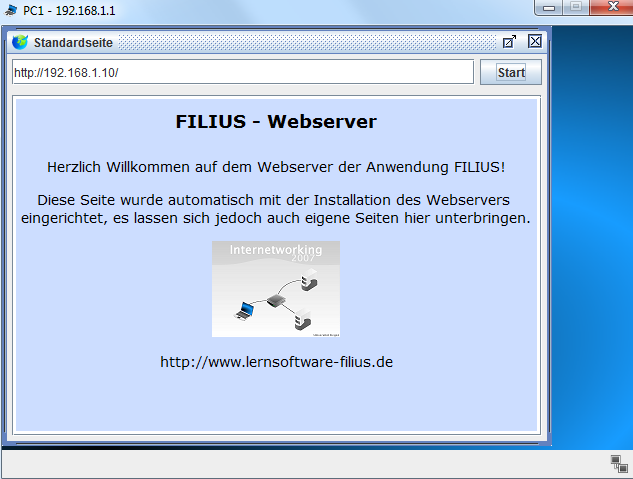 PC1 - 192.168.1.1
Standardseite
http://192.168.1.10/
Start
FILIUS - Webserver
Herzlich Willkommen auf dem Webserver der Anwendung FILIUS!
Diese Seite wurde automatisch mit der Installation des Webservers
eingerichtet, es lassen sich jedoch auch eigene Seiten hier unterbringen.
Internetworking
2007
http://www.lernsoftware-filius.de